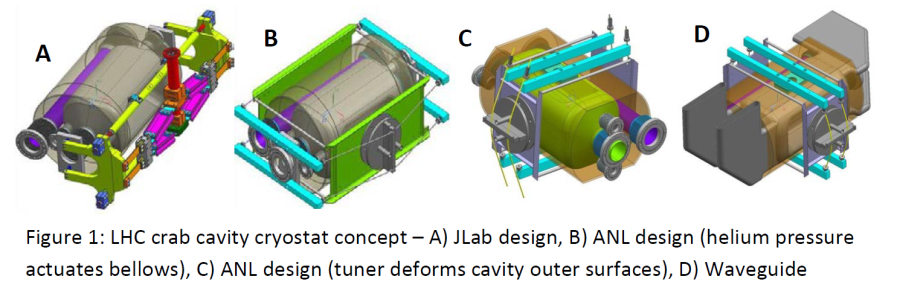 A
B
C
D
Figure 1: LHC crab cavity cryostat concept – A) JLab design, B) ANL design (helium pressure
actuates bellows), C) ANL design (tuner deforms cavity outer surfaces), D) Waveguide